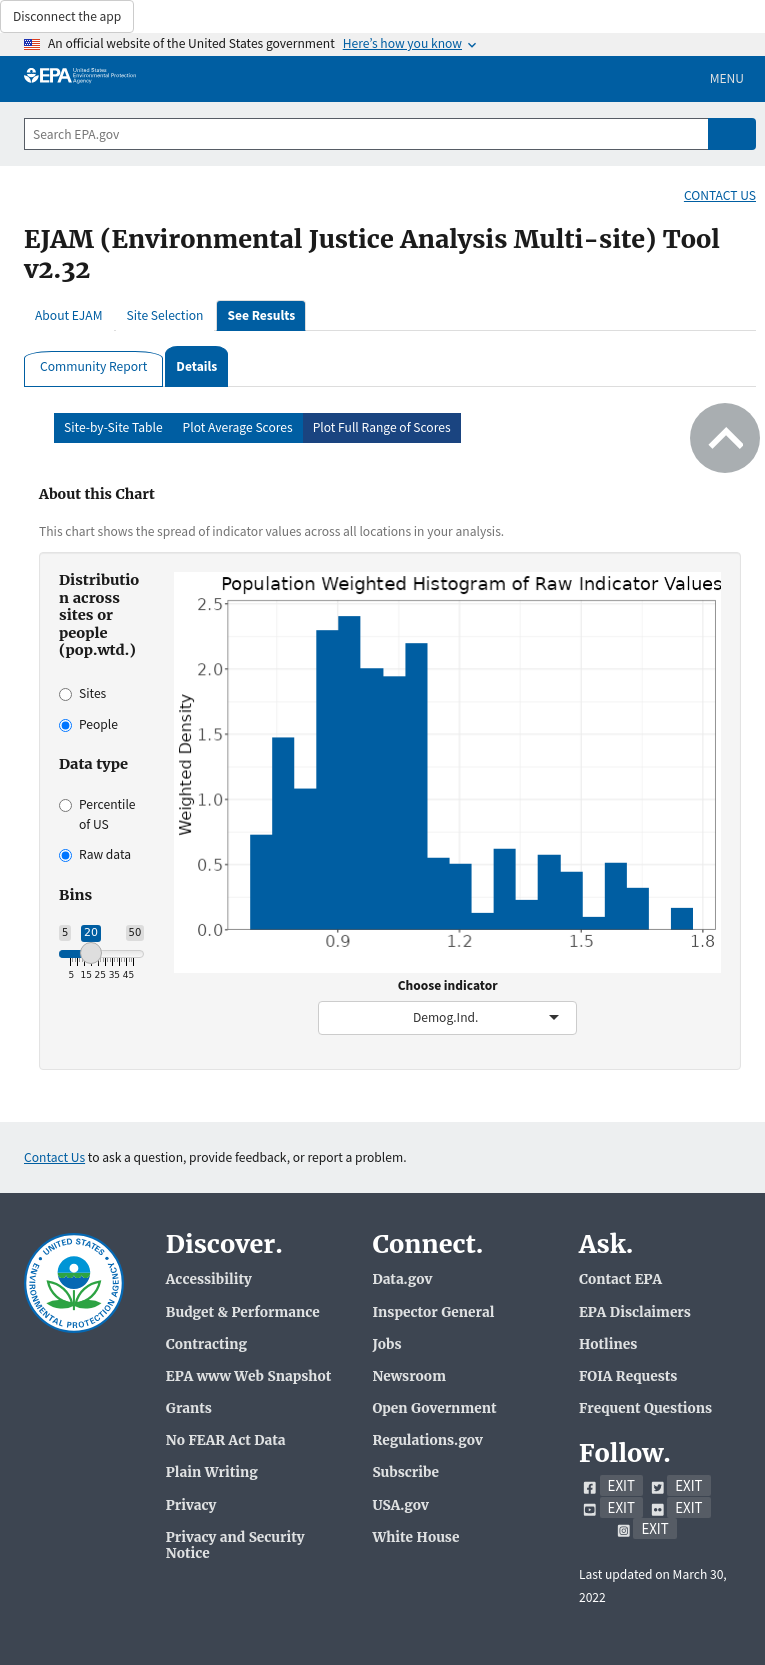 Disconnect the app
An official website of the United States government Here’s how you know
EPA United States Environmental Protection Agency
MENU
Search EPA.gov
CONTACT US
EJAM (Environmental Justice Analysis Multi-site) Tool
v2.32
About EJAM Site Selection See Results
Community Report Details
Site-by-Site Table Plot Average Scores Plot Full Range of Scores
About this Chart
This chart shows the spread of indicator values across all locations in your analysis.
Distributio
n across
sites or
people
(pop.wtd.)
Sites
People
Data type
Percentile
of US
Raw data
Bins
5 20 50
5 15 25 35 45
Population Weighted Histogram of Raw Indicator Values
Weighted Density
2.5
2.0
1.5
1.0
0.5
0.0
0.9 1.2 1.5 1.8
Choose indicator
Demog.Ind.
Contact Us to ask a question, provide feedback, or report a problem.
UNITED STATES
ENVIRONMENTAL PROTECTION AGENCY
Discover.
Accessibility
Budget & Performance
Contracting
EPA www Web Snapshot
Grants
No FEAR Act Data
Plain Writing
Privacy
Privacy and Security
Notice
Connect.
Data.gov
Inspector General
Jobs
Newsroom
Open Government
Regulations.gov
Subscribe
USA.gov
White House
Ask.
Contact EPA
EPA Disclaimers
Hotlines
FOIA Requests
Frequent Questions
Follow.
EXIT EXIT
EXIT EXIT
EXIT
Last updated on March 30,
2022